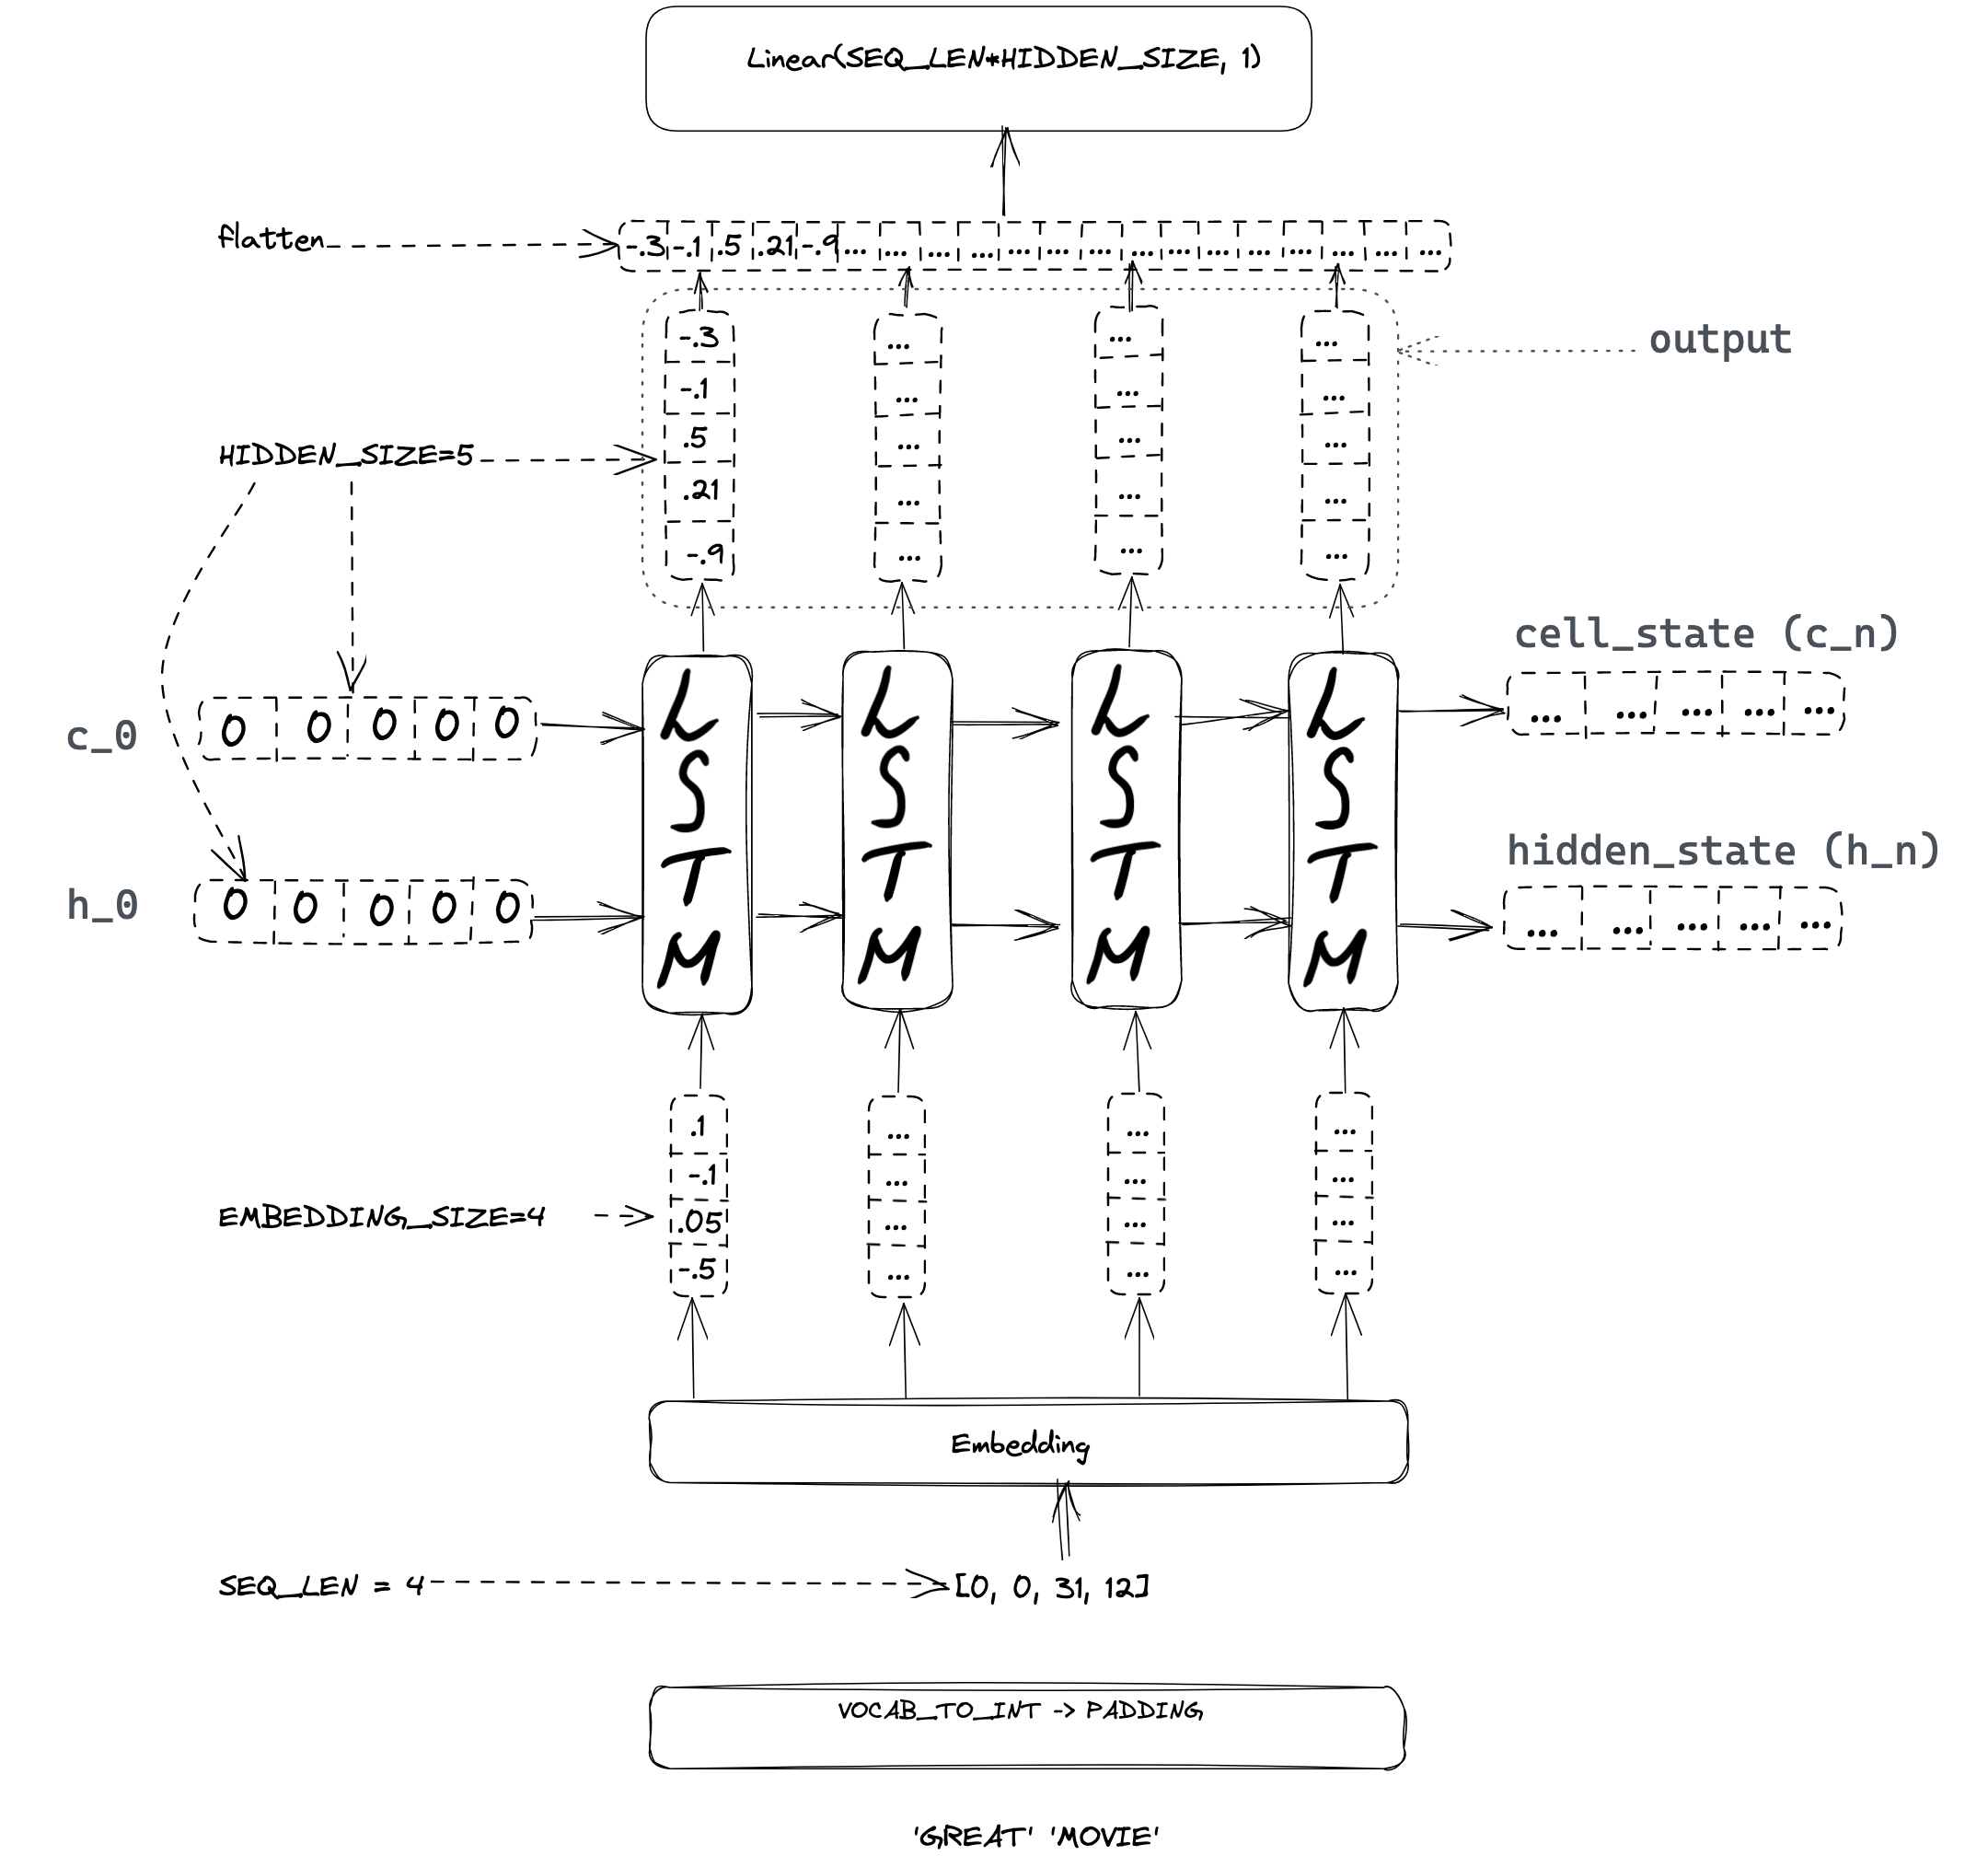 Linear(SEQ_LEN*HIDDEN_SIZE, 1)
flatten
-.3 -.1 .5 .21 -.9 ... ... ... ... ... ... ... ... ... ... ... ... ... ... ...
output
-.3 ... ... ...
-.1 ... ... ...
HIDDEN_SIZE=5
.5 ... ... ...
.21 ... ... ...
-.9 ... ... ...
cell_state (c_n)
c_0
0 0 0 0 0
LSTM LSTM LSTM LSTM
... ... ... ... ...
hidden_state (h_n)
h_0
0 0 0 0 0
... ... ... ... ...
.1 ... ... ...
-.1 ... ... ...
EMBEDDING_SIZE=4
.05 ... ... ...
-.5 ... ... ...
Embedding
SEQ_LEN = 4
[0, 0, 31, 12]
VOCAB_TO_INT -> PADDING
'GREAT' 'MOVIE'